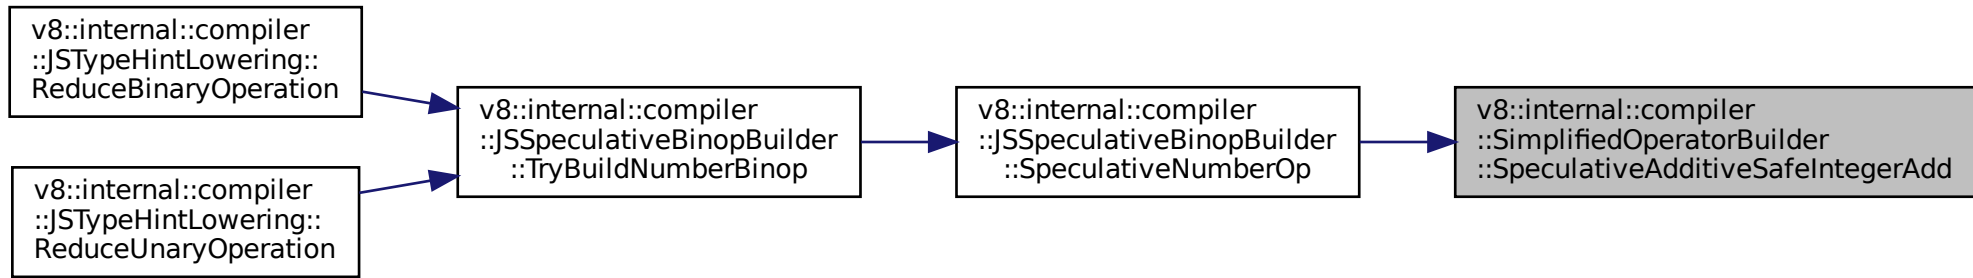 v8::internal::compiler
::JSTypeHintLowering::
ReduceBinaryOperation
v8::internal::compiler
::JSTypeHintLowering::
ReduceUnaryOperation
v8::internal::compiler
::JSSpeculativeBinopBuilder
::TryBuildNumberBinop
v8::internal::compiler
::JSSpeculativeBinopBuilder
::SpeculativeNumberOp
v8::internal::compiler
::SimplifiedOperatorBuilder
::SpeculativeAdditiveSafeIntegerAdd